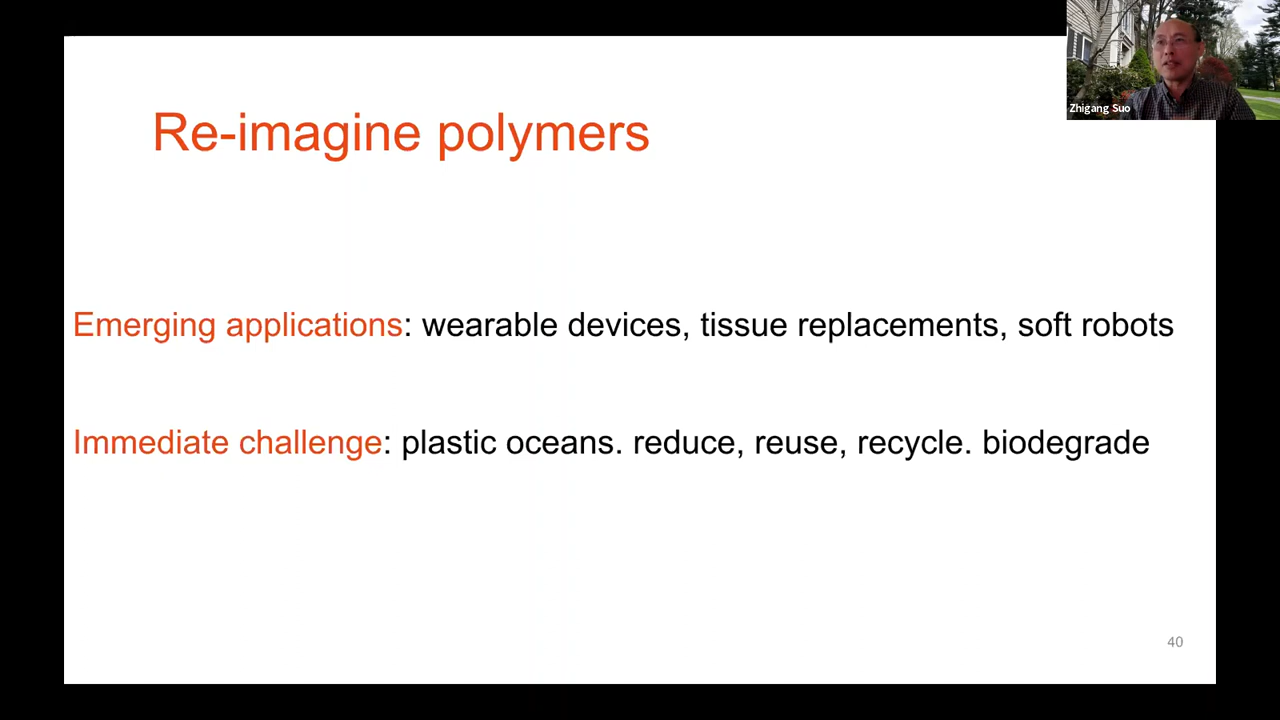 Zhigang Suo
Re-imagine polymers
Emerging applications: wearable devices, tissue replacements, soft robots
Immediate challenge: plastic oceans. reduce, reuse, recycle. biodegrade
40